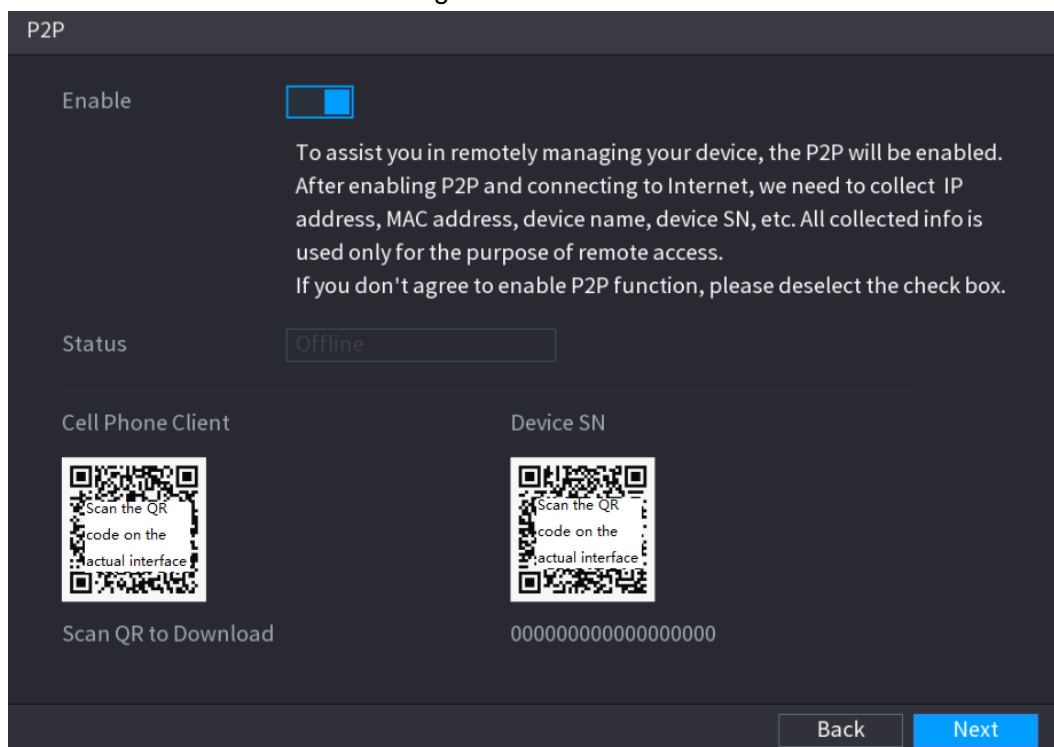 P2P
Enable
To assist you in remotely managing your device, the P2P will be enabled.
After enabling P2P and connecting to Internet, we need to collect IP
address, MAC address, device name, device SN, etc. All collected info is
used only for the purpose of remote access.
If you don't agree to enable P2P function, please deselect the check box.
Status
Offline
Cell Phone Client
Device SN
Scan the QR
code on the
actual interface
Scan the QR
code on the
actual interface
Scan QR to Download
000000000000000000
Back
Next